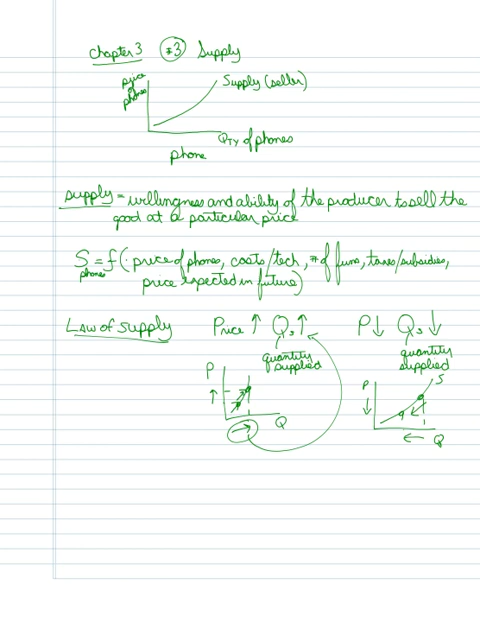 Chapter 3 #3 Supply
price of phones
Supply (seller)
QTY of phones
phone
Supply = willingness and ability of the producer to sell the
good at a particular price
S phones = f (price of phones, costs/tech, # of firms, taxes/subsidies,
price expected in future)
Law of Supply Price ↑ Qs ↑ P ↓ Qs ↓
quantity supplied quantity supplied
P ↑ → Q
P ↓ S ← Q